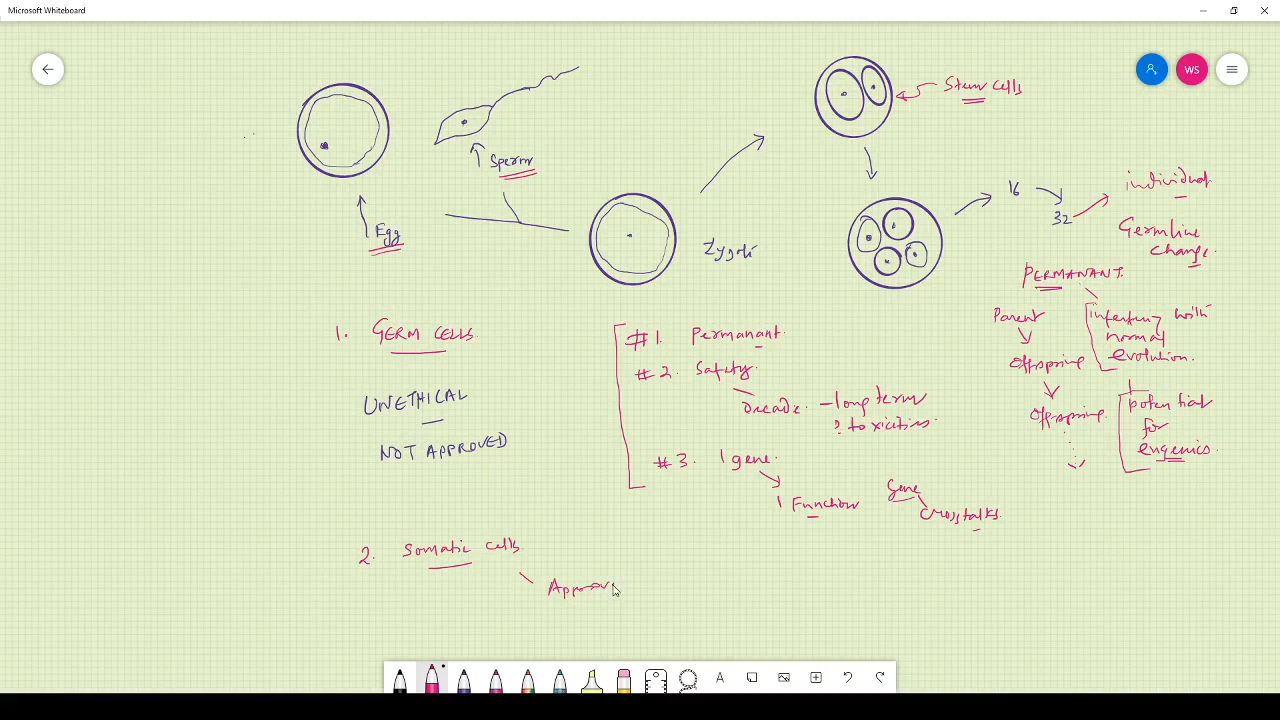 Microsoft Whiteboard
WS
Stem cells
Sperm
Egg
Zygote
16
32
individual
Germline
change.
PERMANANT.
Parent
Offspring
Offspring
with
normal
evolution.
potential
for
engenics.
1. GERM CELLS.
UNETHICAL
NOT APPROVED
#1. Permanant.
#2. Safety.
Decade. - long term
? toxicities.
#3. 1 gene.
1 Function
Gene
Crosstalks.
2. Somatic cells
Approv
A